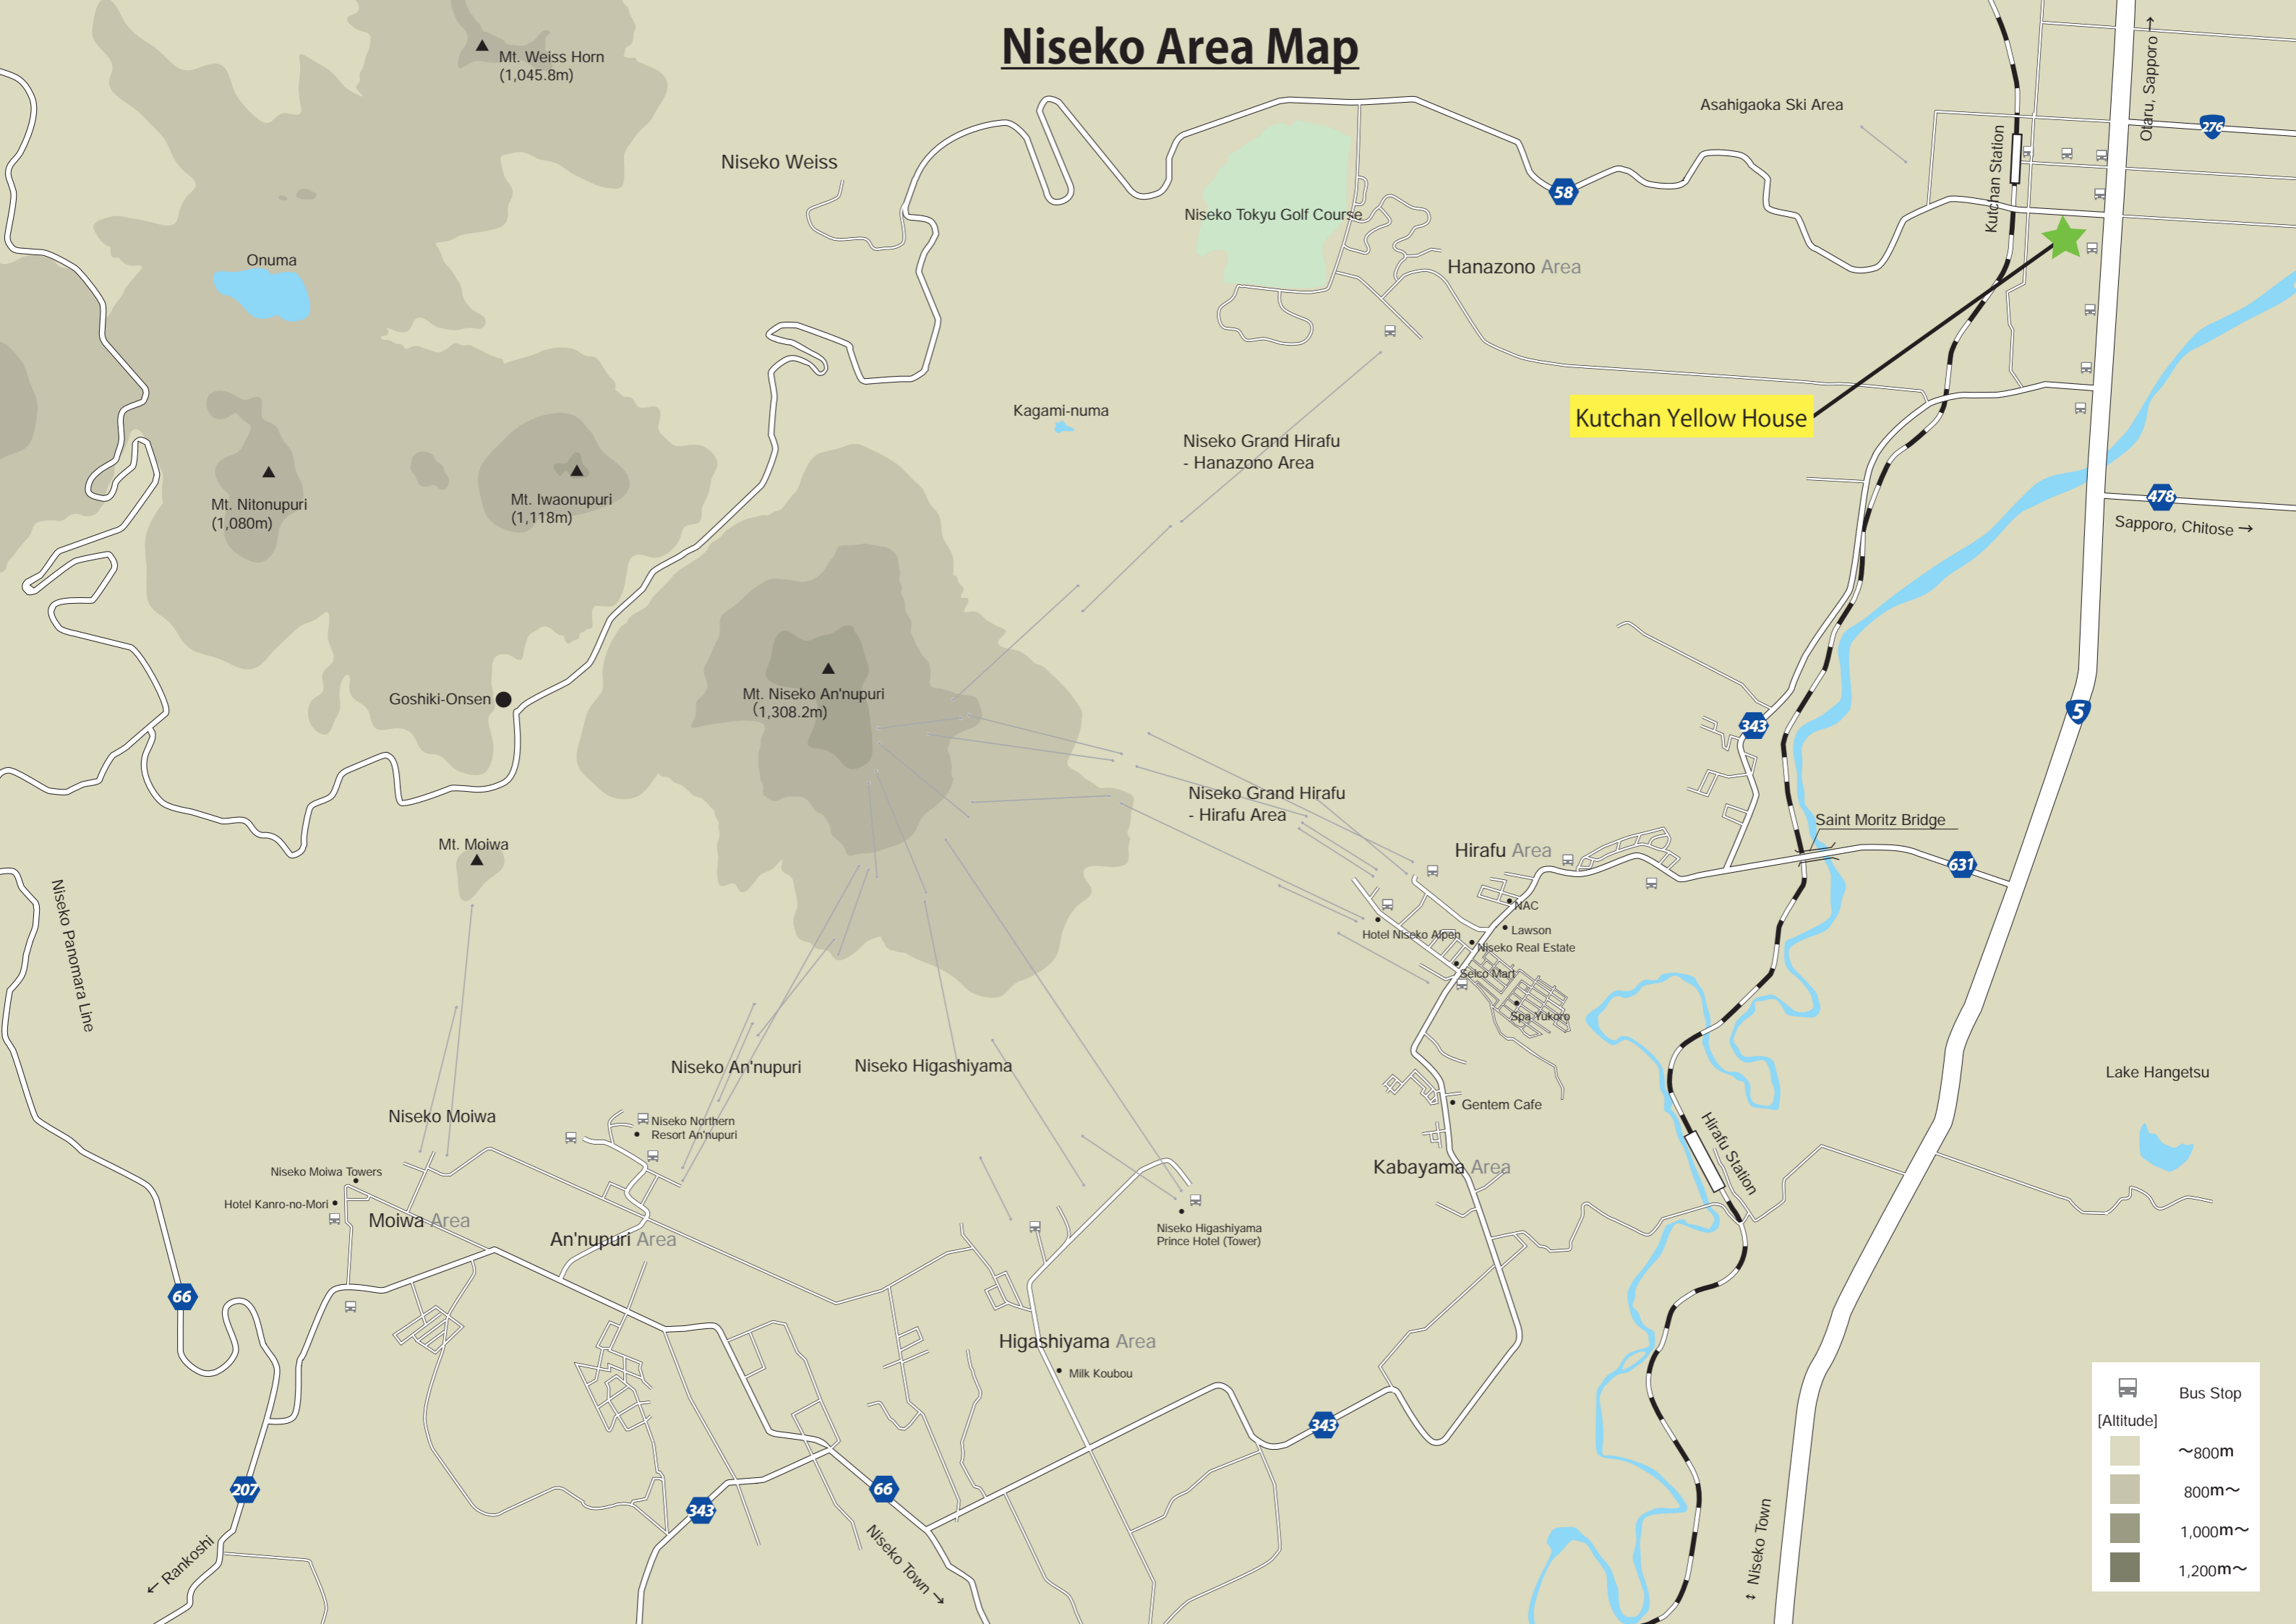 Niseko Area Map
Mt. Weiss Horn
(1,045.8m)
Otaru, Sapporo →
Asahigaoka Ski Area
276
Kutchan Station
Niseko Weiss
58
Niseko Tokyu Golf Course
Onuma
Hanazono Area
Kagami-numa
Kutchan Yellow House
Niseko Grand Hirafu
- Hanazono Area
Mt. Nitonupuri
(1,080m)
Mt. Iwaonupuri
(1,118m)
478
Sapporo, Chitose →
Goshiki-Onsen
Mt. Niseko An'nupuri
(1,308.2m)
5
343
Niseko Grand Hirafu
- Hirafu Area
Saint Moritz Bridge
Mt. Moiwa
Hirafu Area
631
Niseko Panomara Line
NAC
Lawson
Hotel Niseko Alpen
Niseko Real Estate
Seico Mart
Spa Yukoro
Niseko An'nupuri
Niseko Higashiyama
Lake Hangetsu
Niseko Moiwa
Gentem Cafe
Niseko Northern
Resort An'nupuri
Hirafu Station
Kabayama Area
Niseko Moiwa Towers
Hotel Kanro-no-Mori
Moiwa Area
An'nupuri Area
Niseko Higashiyama
Prince Hotel (Tower)
66
Higashiyama Area
Milk Koubou
343
207
66
343
← Rankoshi
Niseko Town →
Niseko Town
Bus Stop
[Altitude]
〜800m
800m〜
1,000m〜
1,200m〜